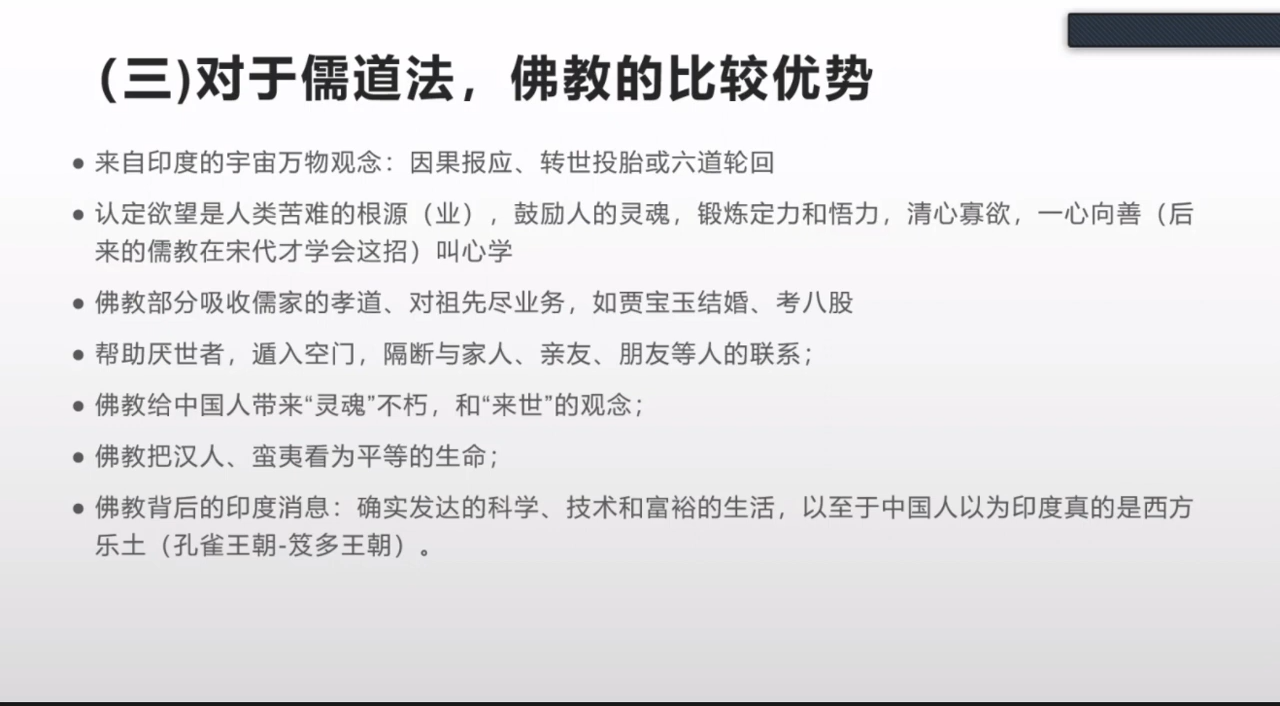 (三)对于儒道法，佛教的比较优势
● 来自印度的宇宙万物观念：因果报应、转世投胎或六道轮回
● 认定欲望是人类苦难的根源（业），鼓励人的灵魂，锻炼定力和悟力，清心寡欲，一心向善（后
来的儒教在宋代才学会这招）叫心学
● 佛教部分吸收儒家的孝道、对祖先尽业务，如贾宝玉结婚、考八股
● 帮助厌世者，遁入空门，隔断与家人、亲友、朋友等人的联系；
● 佛教给中国人带来“灵魂”不朽，和“来世”的观念；
● 佛教把汉人、蛮夷看为平等的生命；
● 佛教背后的印度消息：确实发达的科学、技术和富裕的生活，以至于中国人以为印度真的是西方
乐土（孔雀王朝-笈多王朝）。